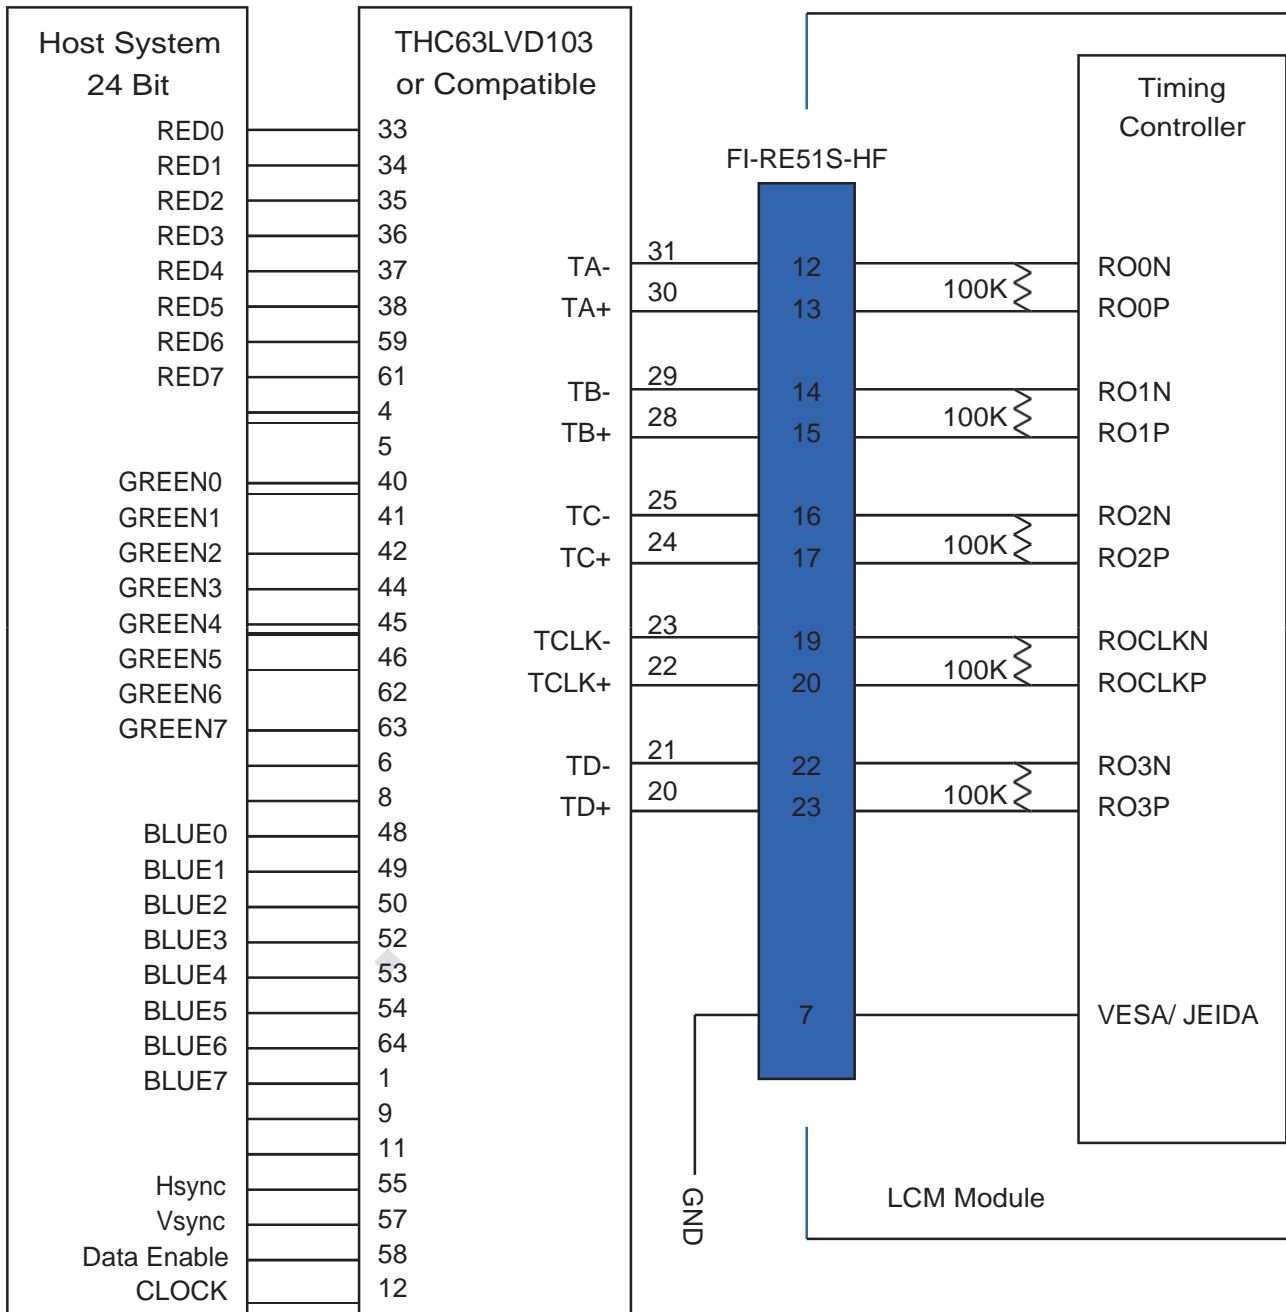 Host System
24 Bit
RED0
RED1
RED2
RED3
RED4
RED5
RED6
RED7
GREEN0
GREEN1
GREEN2
GREEN3
GREEN4
GREEN5
GREEN6
GREEN7
BLUE0
BLUE1
BLUE2
BLUE3
BLUE4
BLUE5
BLUE6
BLUE7
Hsync
Vsync
Data Enable
CLOCK
THC63LVD103
or Compatible
33
34
35
36
37
38
59
61
4
5
40
41
42
44
45
46
62
63
6
8
48
49
50
52
53
54
64
1
9
11
55
57
58
12
TA-
TA+
TB-
TB+
TC-
TC+
TCLK-
TCLK+
TD-
TD+
31
30
29
28
25
24
23
22
21
20
GND
FI-RE51S-HF
12
13
14
15
16
17
19
20
22
23
7
100K
100K
100K
100K
100K
Timing
Controller
RO0N
RO0P
RO1N
RO1P
RO2N
RO2P
ROCLKN
ROCLKP
RO3N
RO3P
VESA/ JEIDA
LCM Module